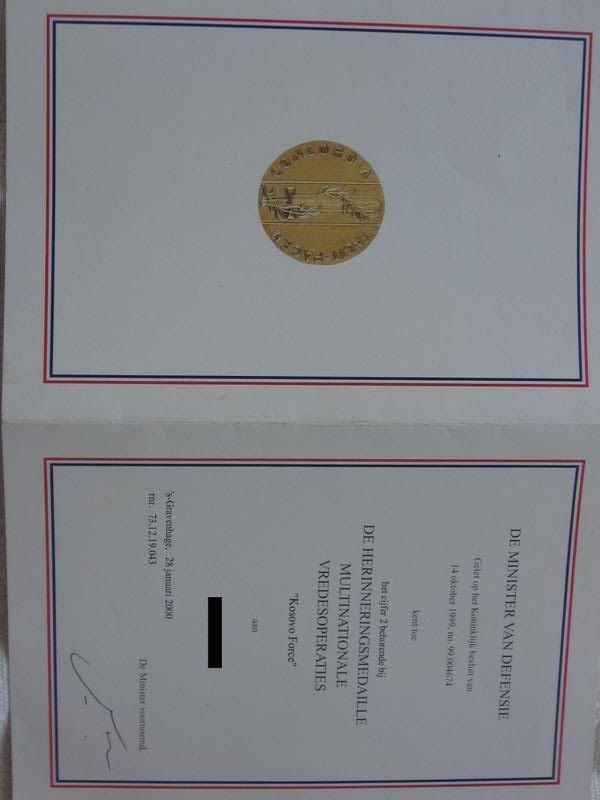 CONCORDIA
FACIT · PACEM
DE MINISTER VAN DEFENSIE
Gelet op het Koninklijk besluit van
14 oktober 1999, no. 99.004674
kent toe
het cijfer 2 behorende bij
DE HERINNERINGSMEDAILLE
MULTINATIONALE
VREDESOPERATIES
"Kosovo Force"
aan
's-Gravenhage, 28 januari 2000
rnr. 73.12.19.043
De Minister voornoemd,